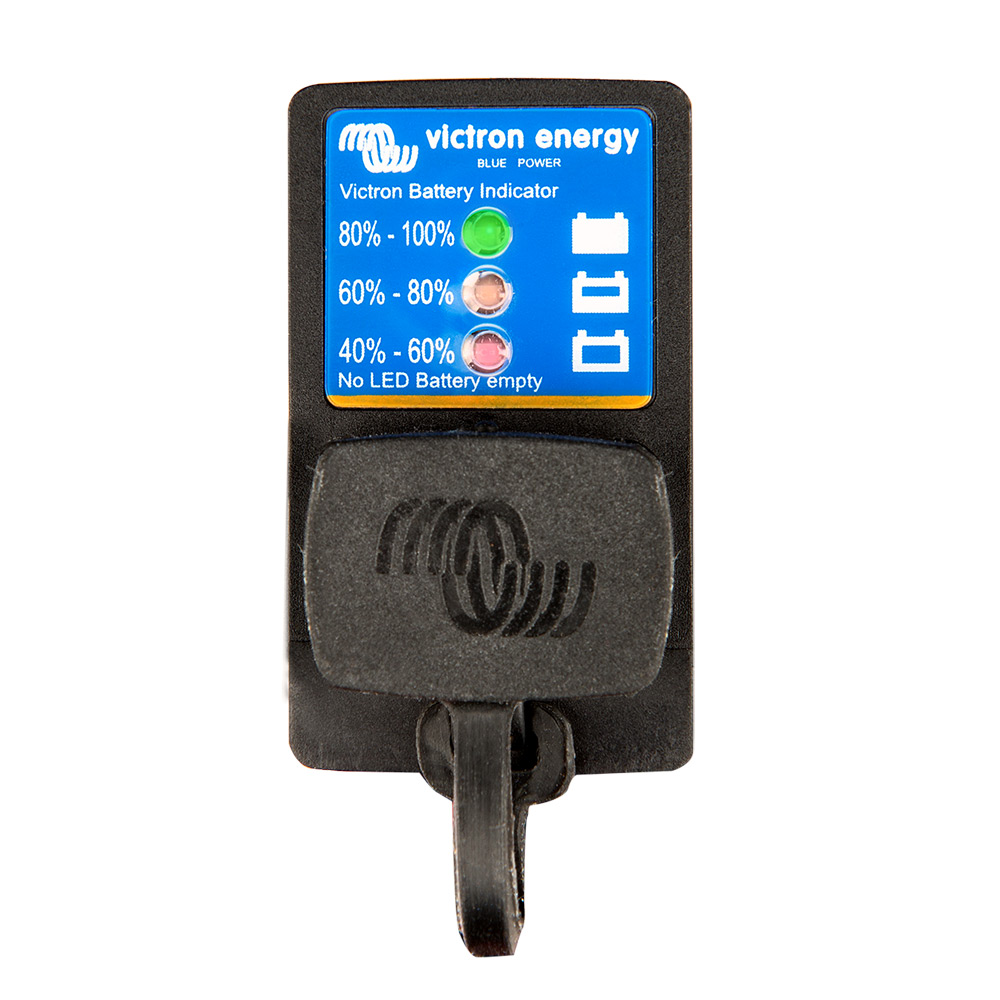 victron energy
BLUE POWER
Victron Battery Indicator
80% - 100%
60% - 80%
40% - 60%
No LED Battery empty